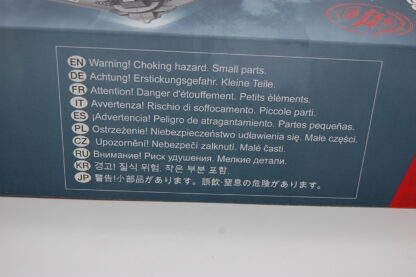 EN Warning! Choking hazard. Small parts.
DE Achtung! Erstickungsgefahr. Kleine Teile.
FR Attention! Danger d'étouffement. Petits éléments.
IT Avvertenza! Rischio di soffocamento. Piccole parti.
ES ¡Advertencia! Peligro de atragantamiento. Partes pequeñas.
PL Ostrzeżenie! Niebezpieczeństwo udławienia się. Małe części.
CZ Upozornění! Nebezpečí zalknutí. Malé části.
RU Внимание! Риск удушения. Мелкие детали.
KR 경고! 질식 위험. 작은 부분 포함.
JP 警告!小部品があります。誤飲・窒息の危険があります。